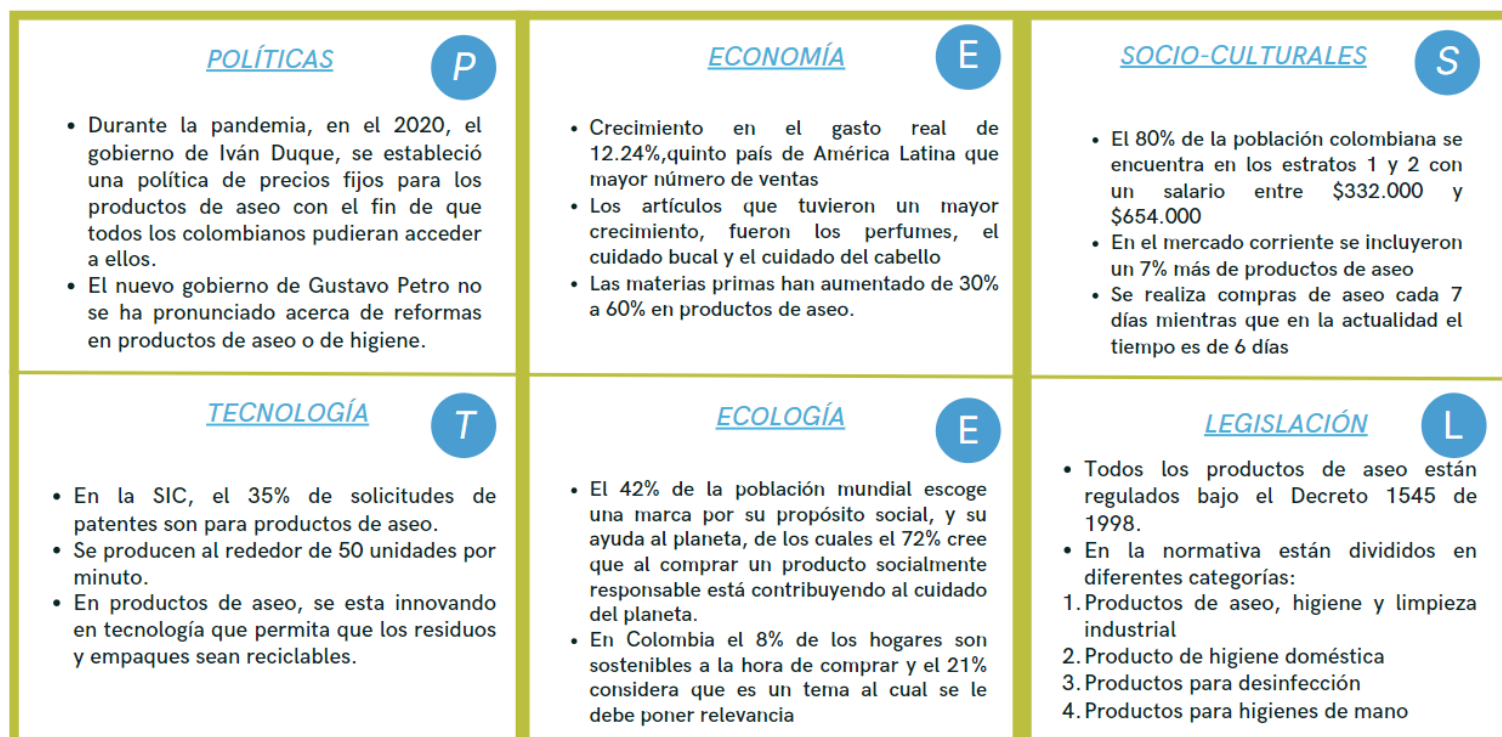 POLÍTICAS
P
• Durante la pandemia, en el 2020, el
gobierno de Iván Duque, se estableció
una política de precios fijos para los
productos de aseo con el fin de que
todos los colombianos pudieran acceder
a ellos.
• El nuevo gobierno de Gustavo Petro no
se ha pronunciado acerca de reformas
en productos de aseo o de higiene.
ECONOMÍA
E
• Crecimiento en el gasto real de
12.24%,quinto país de América Latina que
mayor número de ventas
• Los artículos que tuvieron un mayor
crecimiento, fueron los perfumes, el
cuidado bucal y el cuidado del cabello
• Las materias primas han aumentado de 30%
a 60% en productos de aseo.
SOCIO-CULTURALES
S
• El 80% de la población colombiana se
encuentra en los estratos 1 y 2 con
un salario entre $332.000 y
$654.000
• En el mercado corriente se incluyeron
un 7% más de productos de aseo
• Se realiza compras de aseo cada 7
días mientras que en la actualidad el
tiempo es de 6 días
TECNOLOGÍA
T
• En la SIC, el 35% de solicitudes de
patentes son para productos de aseo.
• Se producen al rededor de 50 unidades por
minuto.
• En productos de aseo, se esta innovando
en tecnología que permita que los residuos
y empaques sean reciclables.
ECOLOGÍA
E
• El 42% de la población mundial escoge
una marca por su propósito social, y su
ayuda al planeta, de los cuales el 72% cree
que al comprar un producto socialmente
responsable está contribuyendo al cuidado
del planeta.
• En Colombia el 8% de los hogares son
sostenibles a la hora de comprar y el 21%
considera que es un tema al cual se le
debe poner relevancia
LEGISLACIÓN
L
• Todos los productos de aseo están
regulados bajo el Decreto 1545 de
1998.
• En la normativa están divididos en
diferentes categorías:
1. Productos de aseo, higiene y limpieza
industrial
2. Producto de higiene doméstica
3. Productos para desinfección
4. Productos para higienes de mano